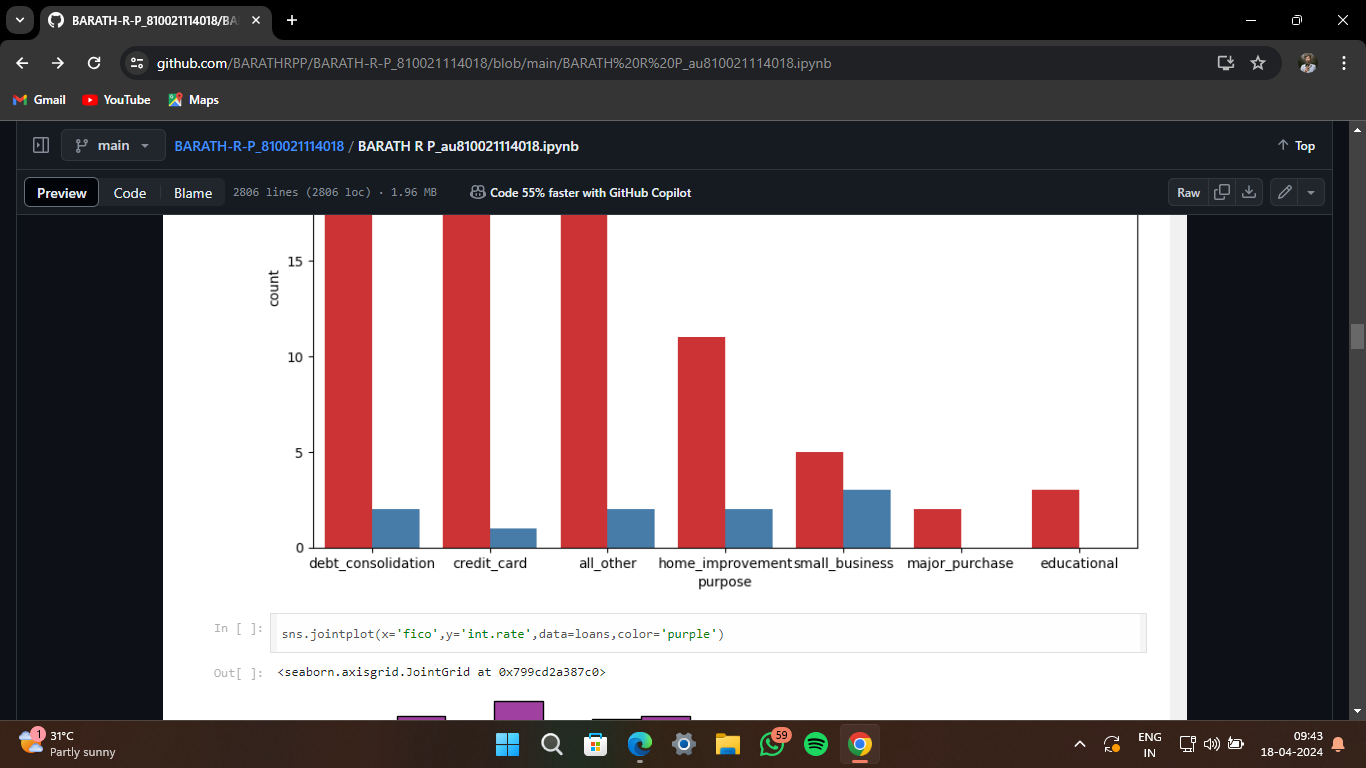 BARATH-R-P_810021114018/BA
github.com/BARATHRPP/BARATH-R-P_810021114018/blob/main/BARATH%20R%20P_au810021114018.ipynb
Gmail YouTube Maps
main BARATH-R-P_810021114018 / BARATH R P_au810021114018.ipynb Top
Preview Code Blame 2806 lines (2806 loc) · 1.96 MB Code 55% faster with GitHub Copilot Raw
15
count
10
5
0
debt_consolidation credit_card all_other home_improvement small_business major_purchase educational
purpose
In [ ]: sns.jointplot(x='fico',y='int.rate',data=loans,color='purple')
Out[ ]: <seaborn.axisgrid.JointGrid at 0x799cd2a387c0>
1 31°C
Partly sunny
59
ENG
IN
09:43
18-04-2024